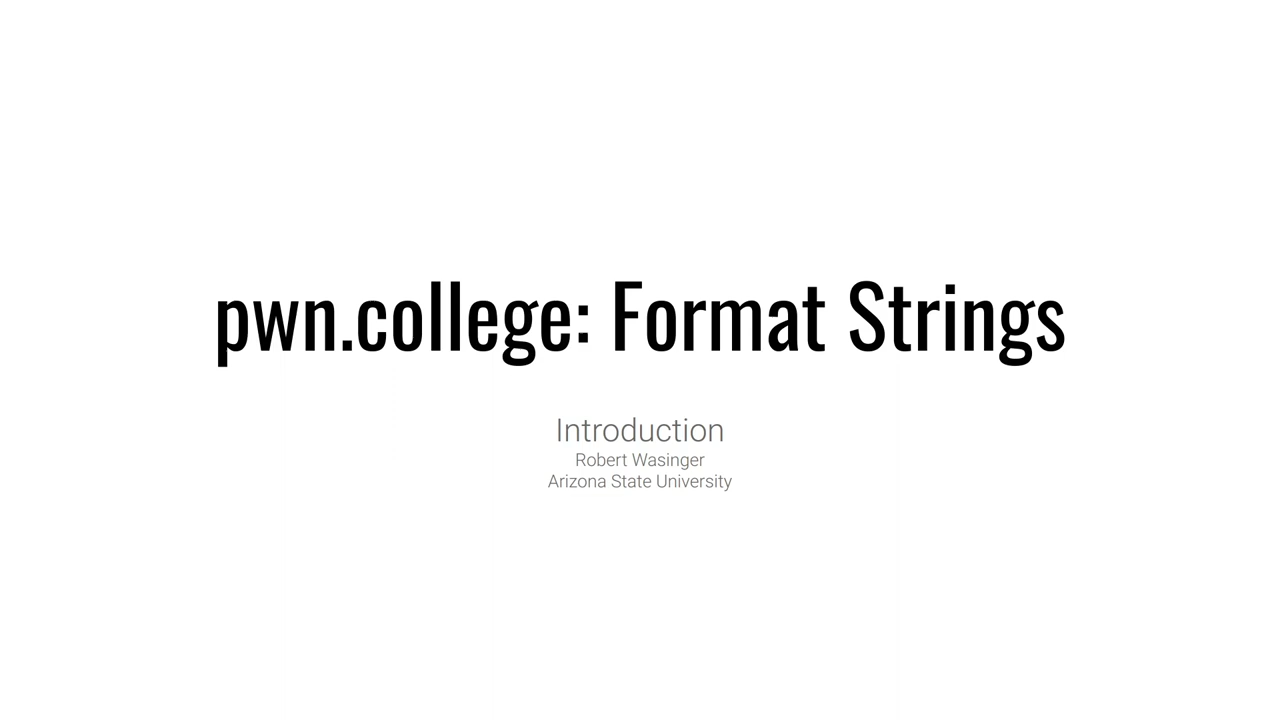 pwn.college: Format Strings
Introduction
Robert Wasinger
Arizona State University